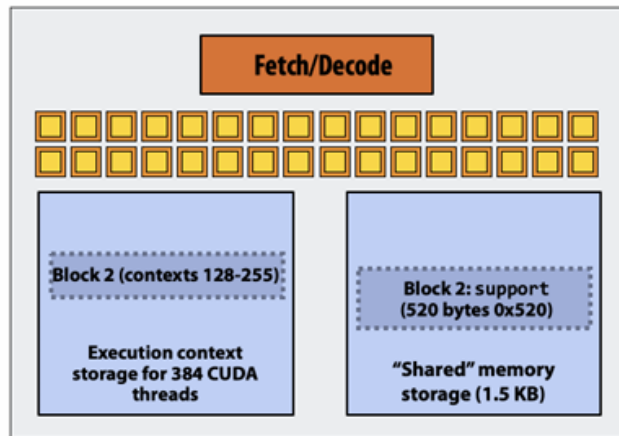 Fetch/Decode
Block 2 (contexts 128-255)
Execution context
storage for 384 CUDA
threads
Block 2: support
(520 bytes 0x520)
“Shared” memory
storage (1.5 KB)